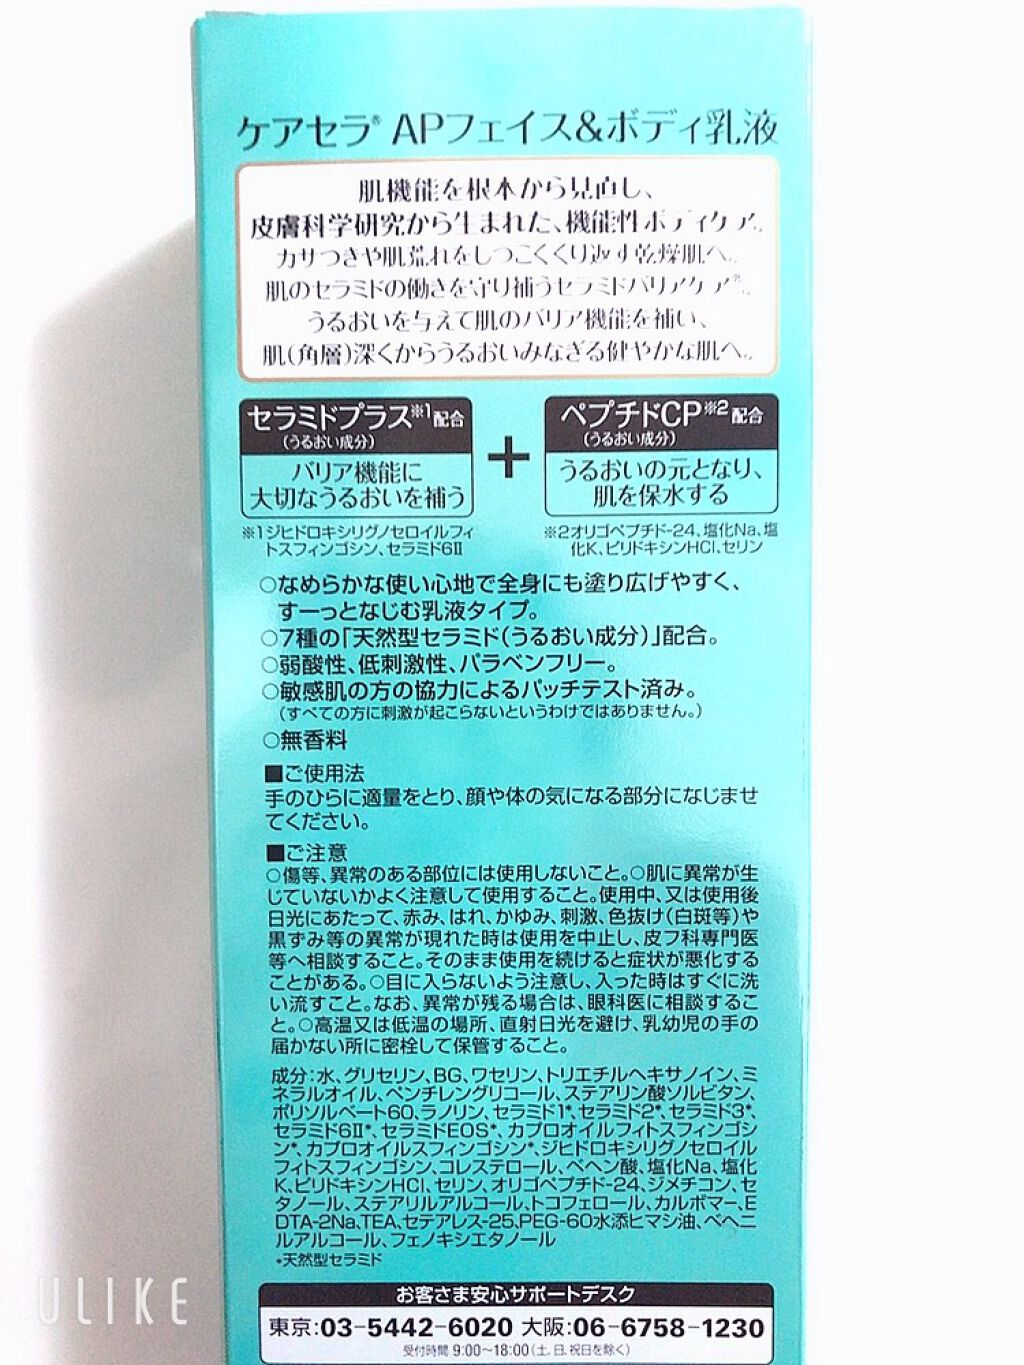 ケアセラ® APフェイス&ボディ乳液
肌機能を根本から見直し、
皮膚科学研究から生まれた、機能性ボディケア。
カサつきや肌荒れをしつこくくり返す乾燥肌へ。
肌のセラミドの働きを守り補うセラミドバリアケア®。
うるおいを与えて肌のバリア機能を補い、
肌(角層)深くからうるおいみなぎる健やかな肌へ。
セラミドプラス※1配合
(うるおい成分)
バリア機能に
大切なうるおいを補う
+
ペプチドCP※2配合
(うるおい成分)
うるおいの元となり、
肌を保水する
※1ジヒドロキシリグノセロイルフィ
トスフィンゴシン、セラミド6Ⅱ
※2オリゴペプチド-24、塩化Na、塩
化K、ピリドキシンHCl、セリン
○なめらかな使い心地で全身にも塗り広げやすく、
すーっとなじむ乳液タイプ。
○7種の「天然型セラミド(うるおい成分)」配合。
○弱酸性、低刺激性、パラベンフリー。
○敏感肌の方の協力によるパッチテスト済み。
(すべての方に刺激が起こらないというわけではありません。)
○無香料
■ご使用法
手のひらに適量をとり、顔や体の気になる部分になじませ
てください。
■ご注意
○傷等、異常のある部位には使用しないこと。○肌に異常が生
じていないかよく注意して使用すること。使用中、又は使用後
日光にあたって、赤み、はれ、かゆみ、刺激、色抜け(白斑等)や
黒ずみ等の異常が現れた時は使用を中止し、皮フ科専門医
等へ相談すること。そのまま使用を続けると症状が悪化する
ことがある。○目に入らないよう注意し、入った時はすぐに洗
い流すこと。なお、異常が残る場合は、眼科医に相談するこ
と。○高温又は低温の場所、直射日光を避け、乳幼児の手の
届かない所に密栓して保管すること。
成分:水、グリセリン、BG、ワセリン、トリエチルヘキサノイン、ミ
ネラルオイル、ペンチレングリコール、ステアリン酸ソルビタン、
ポリソルベート60、ラノリン、セラミド1*、セラミド2*、セラミド3*、
セラミド6Ⅱ*、セラミドEOS*、カプロオイルフィトスフィンゴシ
ン*、カプロオイルスフィンゴシン*、ジヒドロキシリグノセロイル
フィトスフィンゴシン、コレステロール、ベヘン酸、塩化Na、塩化
K、ピリドキシンHCl、セリン、オリゴペプチド-24、ジメチコン、セ
タノール、ステアリルアルコール、トコフェロール、カルボマー、E
DTA-2Na、TEA、セテアレス-25、PEG-60水添ヒマシ油、ベヘニ
ルアルコール、フェノキシエタノール
*天然型セラミド
お客さま安心サポートデスク
東京:03-5442-6020 大阪:06-6758-1230
受付時間 9:00〜18:00(土、日、祝日を除く)
ULIKE